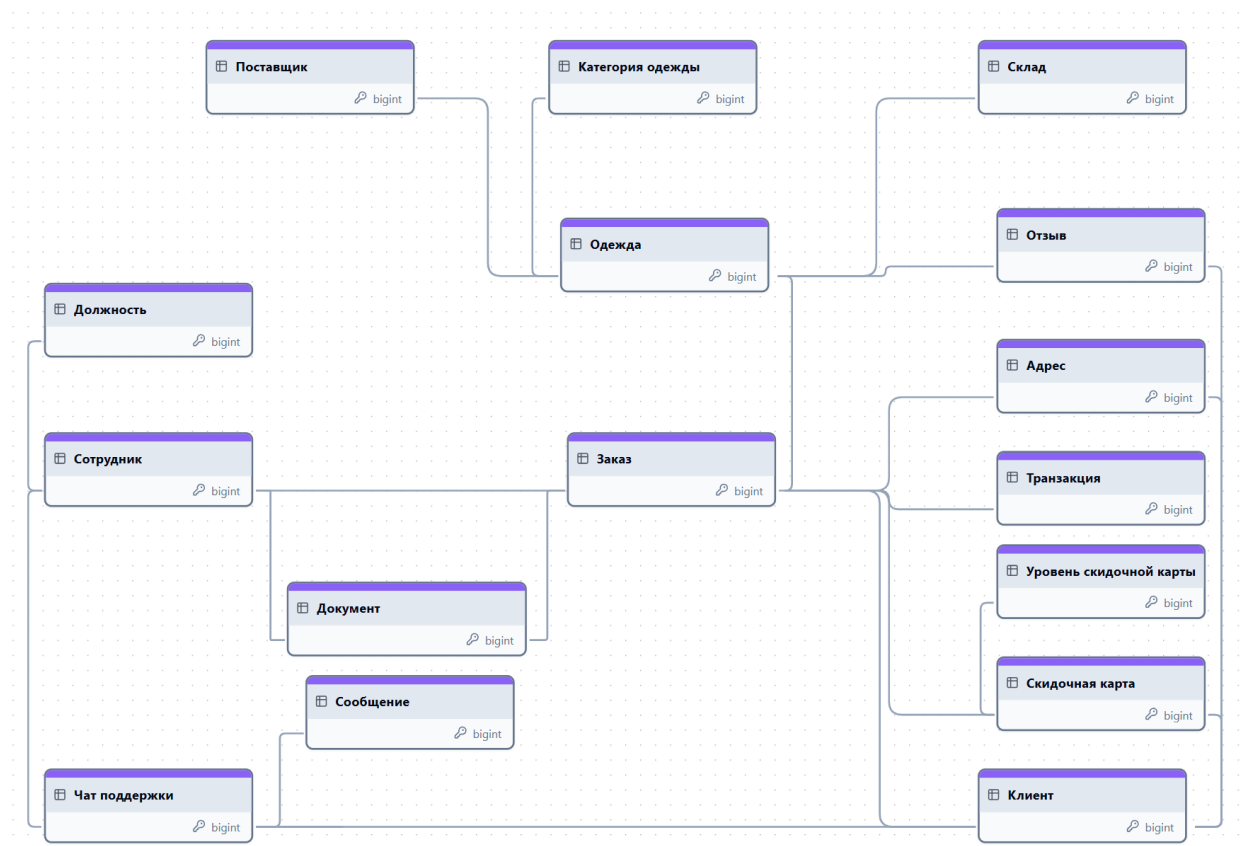 Поставщик
bigint
Категория одежды
bigint
Склад
bigint
Отзыв
bigint
Одежда
bigint
Должность
bigint
Адрес
bigint
Сотрудник
bigint
Заказ
bigint
Транзакция
bigint
Уровень скидочной карты
bigint
Документ
bigint
Сообщение
bigint
Скидочная карта
bigint
Чат поддержки
bigint
Клиент
bigint